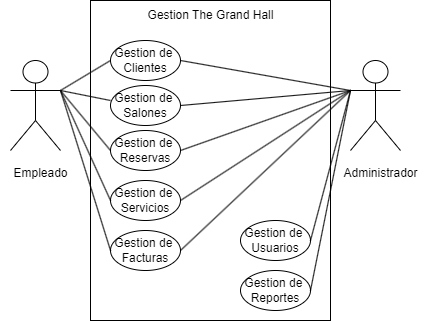 Gestion The Grand Hall
Gestion de
Clientes
Gestion de
Salones
Gestion de
Reservas
Empleado
Administrador
Gestion de
Servicios
Gestion de
Facturas
Gestion de
Usuarios
Gestion de
Reportes